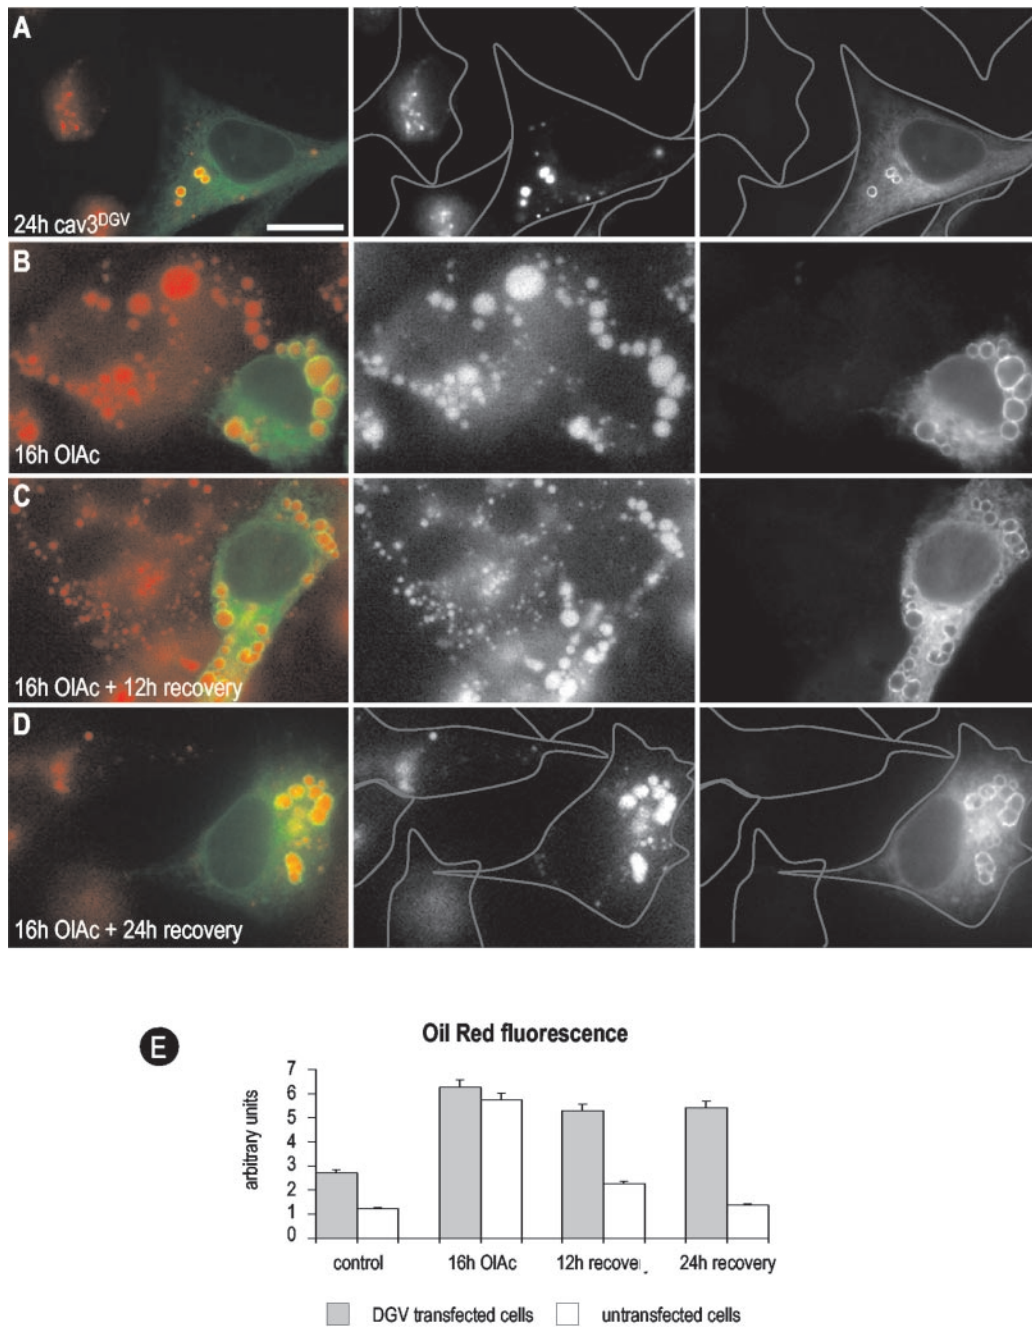 A
24h cav3DGV
B
16h OlAc
C
16h OlAc + 12h recovery
D
16h OlAc + 24h recovery
E
Oil Red fluorescence
arbitrary units
7
6
5
4
3
2
1
0
control 16h OlAc 12h 24h recovery
DGV transfected cells untransfected cells